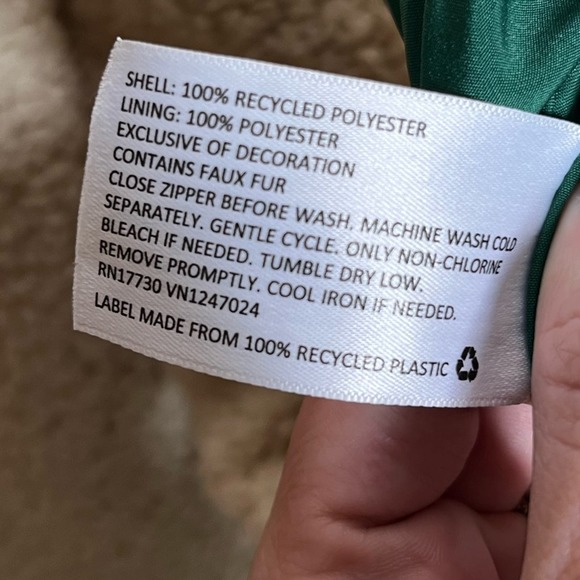 SHELL: 100% RECYCLED POLYESTER
LINING: 100% POLYESTER
EXCLUSIVE OF DECORATION
CONTAINS FAUX FUR
CLOSE ZIPPER BEFORE WASH. MACHINE WASH COLD
SEPARATELY. GENTLE CYCLE. ONLY NON-CHLORINE
BLEACH IF NEEDED. TUMBLE DRY LOW.
REMOVE PROMPTLY. COOL IRON IF NEEDED.
RN17730 VN1247024
LABEL MADE FROM 100% RECYCLED PLASTIC